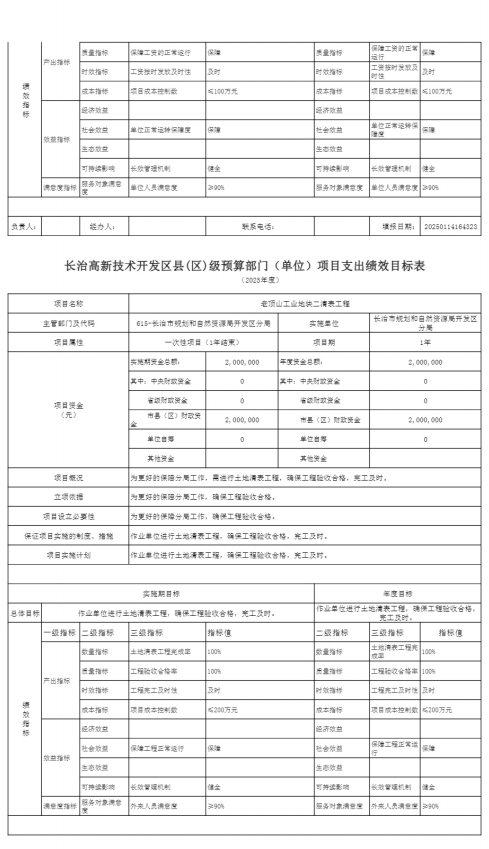 质量指标 保障工资的正常运行 保障 质量指标 保障工资的正常运行 保障
绩效指标 产出指标 时效指标 工资按时发放及时性 及时 时效指标 工资按时发放及时性 及时
成本指标 项目成本控制数 ≤100万元 成本指标 项目成本控制数 ≤100万元
效益指标 经济效益 经济效益
社会效益 单位正常运转保障度 保障 社会效益 单位正常运转保障度 保障
生态效益 生态效益
可持续影响 长效管理机制 健全 可持续影响 长效管理机制 健全
满意度指标 服务对象满意度 单位人员满意度 ≥90% 服务对象满意度 单位人员满意度 ≥90%
负责人: 经办人: 联系电话: 填报日期: 20250114164323
长治高新技术开发区县(区)级预算部门（单位）项目支出绩效目标表
（2025年度）
项目名称 老顶山工业地块二清表工程
主管部门及代码 615-长治市规划和自然资源局开发区分局 实施单位 长治市规划和自然资源局开发区分局
项目属性 一次性项目（1年结束） 项目期 1年
项目资金（元） 实施期资金总额: 2,000,000 年度资金总额: 2,000,000
其中: 中央财政资金 0 其中: 中央财政资金 0
省级财政资金 0 省级财政资金 0
市县（区）财政资金 2,000,000 市县（区）财政资金 2,000,000
单位自筹 0 单位自筹 0
其他资金 其他资金
项目概况 为更好的保障分局工作，需进行土地清表工程，确保工程验收合格，完工及时。
立项依据 为更好的保障分局工作，确保工程验收合格。
项目设立必要性 为更好的保障分局工作，确保工程验收合格。
保证项目实施的制度、措施 作业单位进行土地清表工程，确保工程验收合格，完工及时。
项目实施计划 作业单位进行土地清表工程，确保工程验收合格，完工及时。
实施期目标 年度目标
总体目标 作业单位进行土地清表工程，确保工程验收合格，完工及时。 作业单位进行土地清表工程，确保工程验收合格，完工及时。
绩效指标 一级指标 二级指标 三级指标 指标值 二级指标 三级指标 指标值
产出指标 数量指标 土地清表工程完成率 100% 数量指标 土地清表工程完成率 100%
质量指标 工程验收合格率 100% 质量指标 工程验收合格率 100%
时效指标 工程完工及时性 及时 时效指标 工程完工及时性 及时
成本指标 项目成本控制数 ≤200万元 成本指标 项目成本控制数 ≤200万元
效益指标 经济效益 经济效益
社会效益 保障工程正常运行 保障 社会效益 保障工程正常运行 保障
生态效益 生态效益
可持续影响 长效管理机制 健全 可持续影响 长效管理机制 健全
满意度指标 服务对象满意度 外来人员满意度 ≥90% 服务对象满意度 外来人员满意度 ≥90%